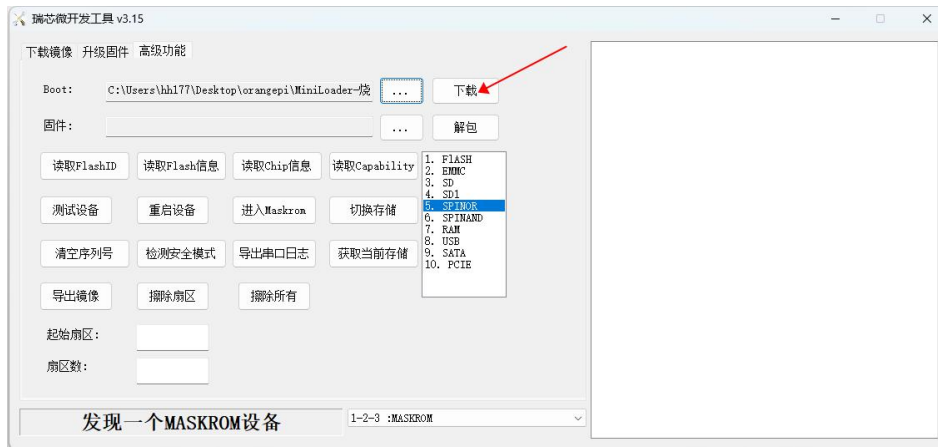 瑞芯微开发工具 v3.15
下载镜像 升级固件 高级功能
Boot: C:\Users\hh177\Desktop\orangepi\MiniLoader-烧 ... 下载
固件: ... 解包
读取FlashID 读取Flash信息 读取Chip信息 读取Capability
测试设备 重启设备 进入Maskrom 切换存储
清空序列号 检测安全模式 导出串口日志 获取当前存储
导出镜像 擦除扇区 擦除所有
1. FlASH
2. EMMC
3. SD
4. SD1
5. SPINOR
6. SPINAND
7. RAM
8. USB
9. SATA
10. PCIE
起始扇区:
扇区数:
发现一个MASKROM设备 1-2-3 :MASKROM